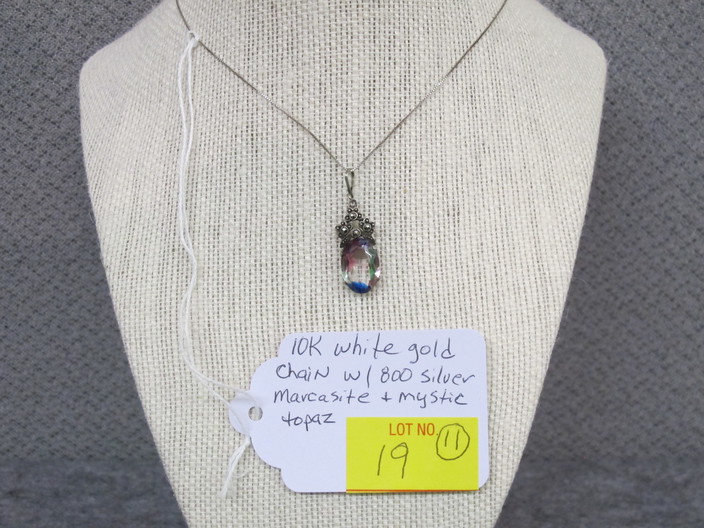 10K white gold
Chain w/ 800 silver
Marcasite + mystic
topaz
LOT NO. 11
19